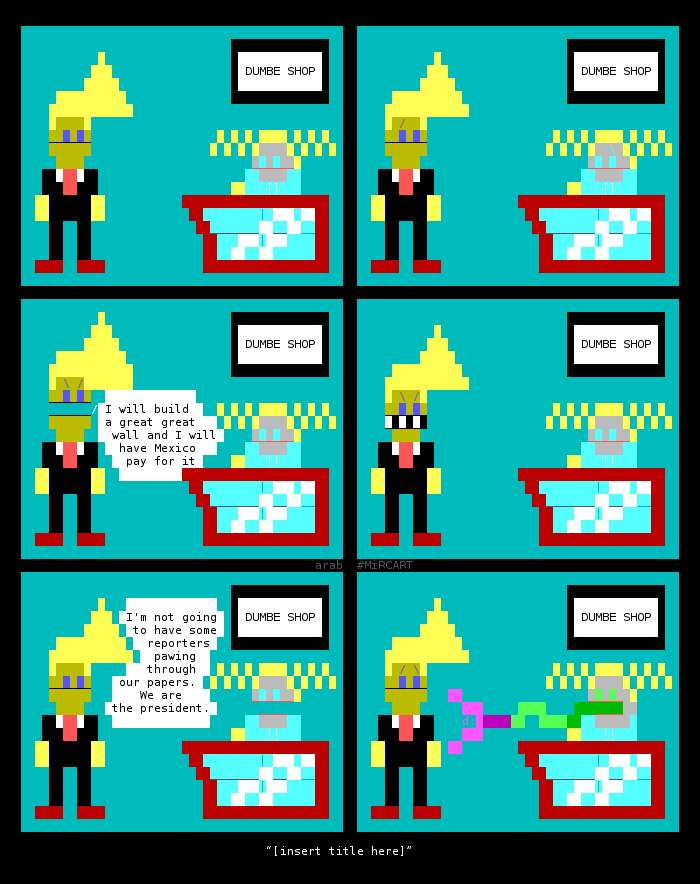 DUMBE SHOP
DUMBE SHOP
DUMBE SHOP
I will build
a great great
wall and I will
have Mexico
pay for it
DUMBE SHOP
arab #MiRCART
DUMBE SHOP
I'm not going
to have some
reporters
pawing
through
our papers.
We are
the president.
DUMBE SHOP
d:
“[insert title here]”